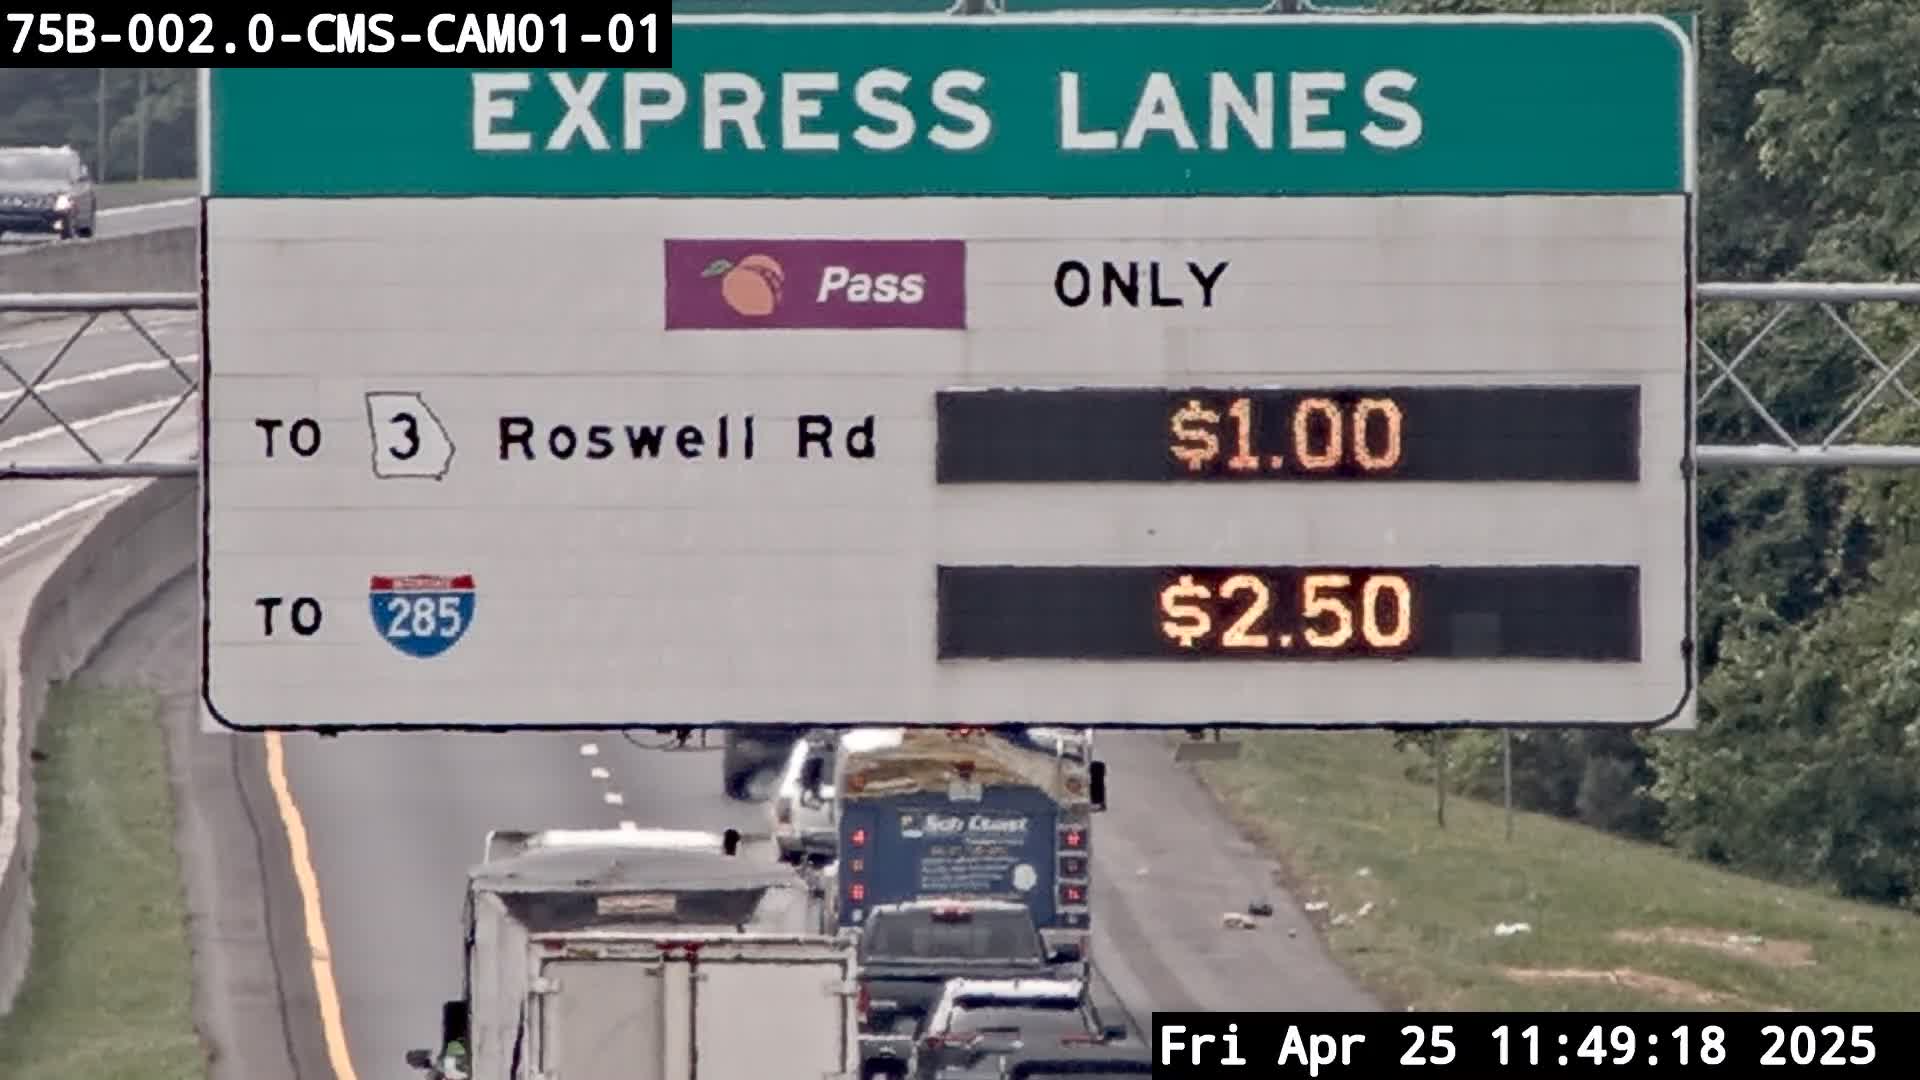 75B-002.0-CMS-CAM01-01
EXPRESS LANES
Pass ONLY
TO 3 Roswell Rd $1.00
TO 285 $2.50
Fri Apr 25 11:49:18 2025